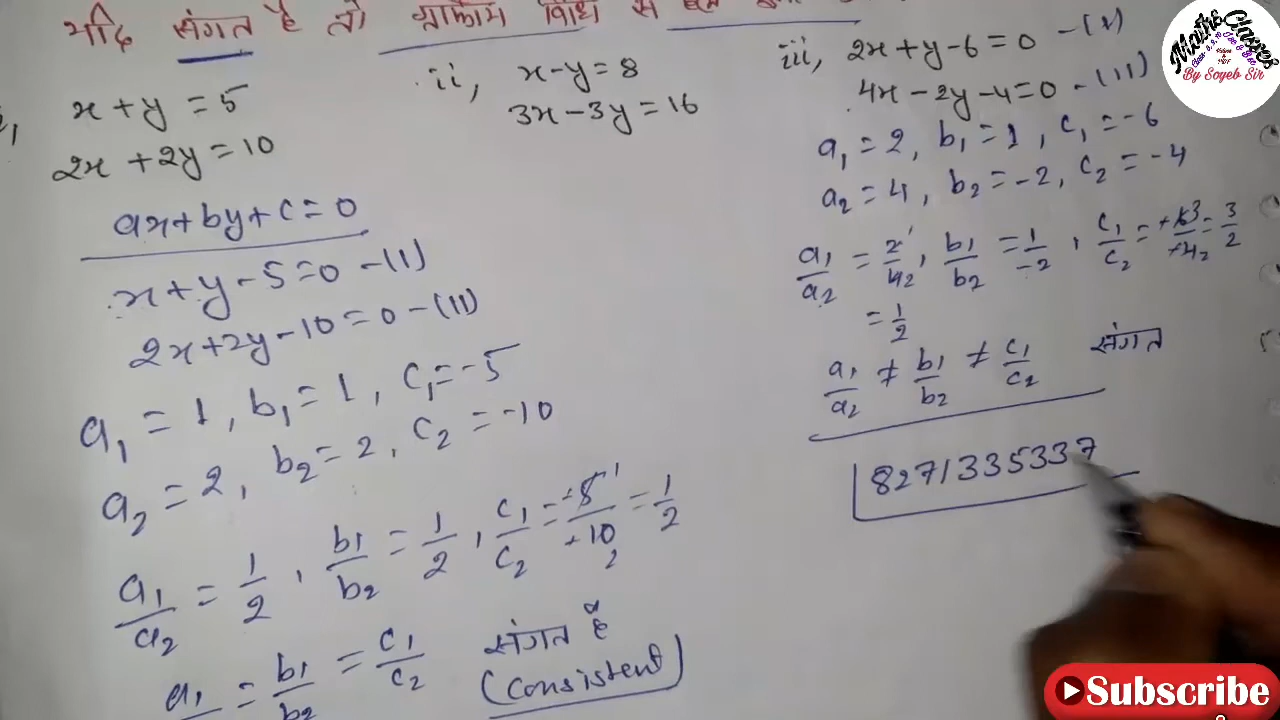 यदि संगत है तो ग्राफीय विधि से हल
x + y = 5
2x + 2y = 10
ii, x - y = 8
3x - 3y = 16
iii, 2x + y - 6 = 0 - (I)
4x - 2y - 4 = 0 - (II)
ax + by + c = 0
x + y - 5 = 0 - (I)
2x + 2y - 10 = 0 - (II)
a₁ = 1, b₁ = 1, c₁ = -5
a₂ = 2, b₂ = 2, c₂ = -10
a₁/a₂ = 1/2, b₁/b₂ = 1/2, c₁/c₂ = -5/-10 = 1/2
a₁/a₂ = b₁/b₂ = c₁/c₂ संगत है
(Consistent)
a₁ = 2, b₁ = 1, c₁ = -6
a₂ = 4, b₂ = -2, c₂ = -4
a₁/a₂ = 2/4, b₁/b₂ = 1/-2, c₁/c₂ = -6/-4 = 3/2
= 1/2
a₁/a₂ ≠ b₁/b₂ ≠ c₁/c₂ संगत
8271335337
Maths Classes
By Soyeb Sir
Subscribe